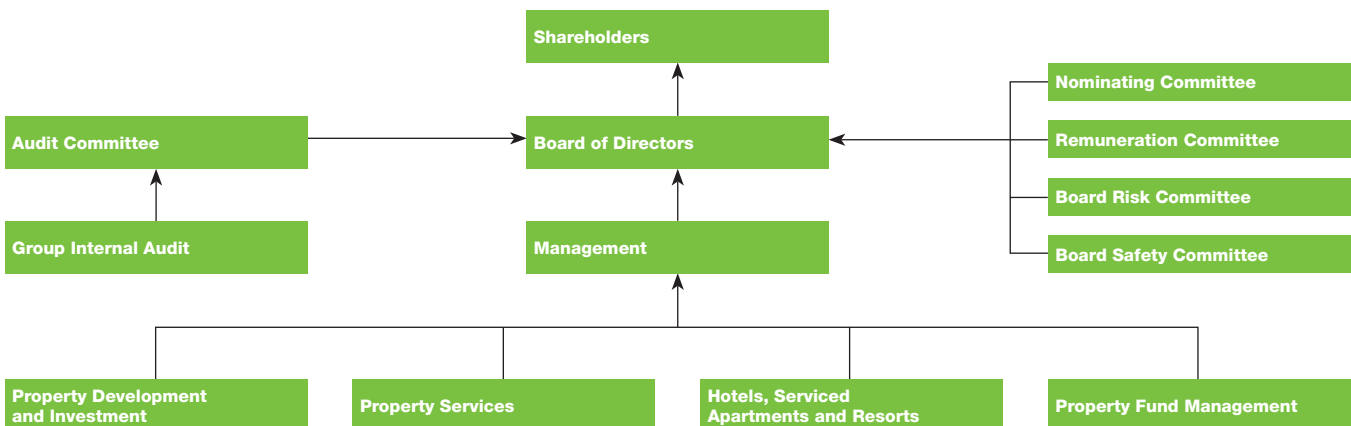 Shareholders
Nominating Committee
Audit Committee
Board of Directors
Remuneration Committee
Board Risk Committee
Group Internal Audit
Management
Board Safety Committee
Property Development
and Investment
Property Services
Hotels, Serviced
Apartments and Resorts
Property Fund Management